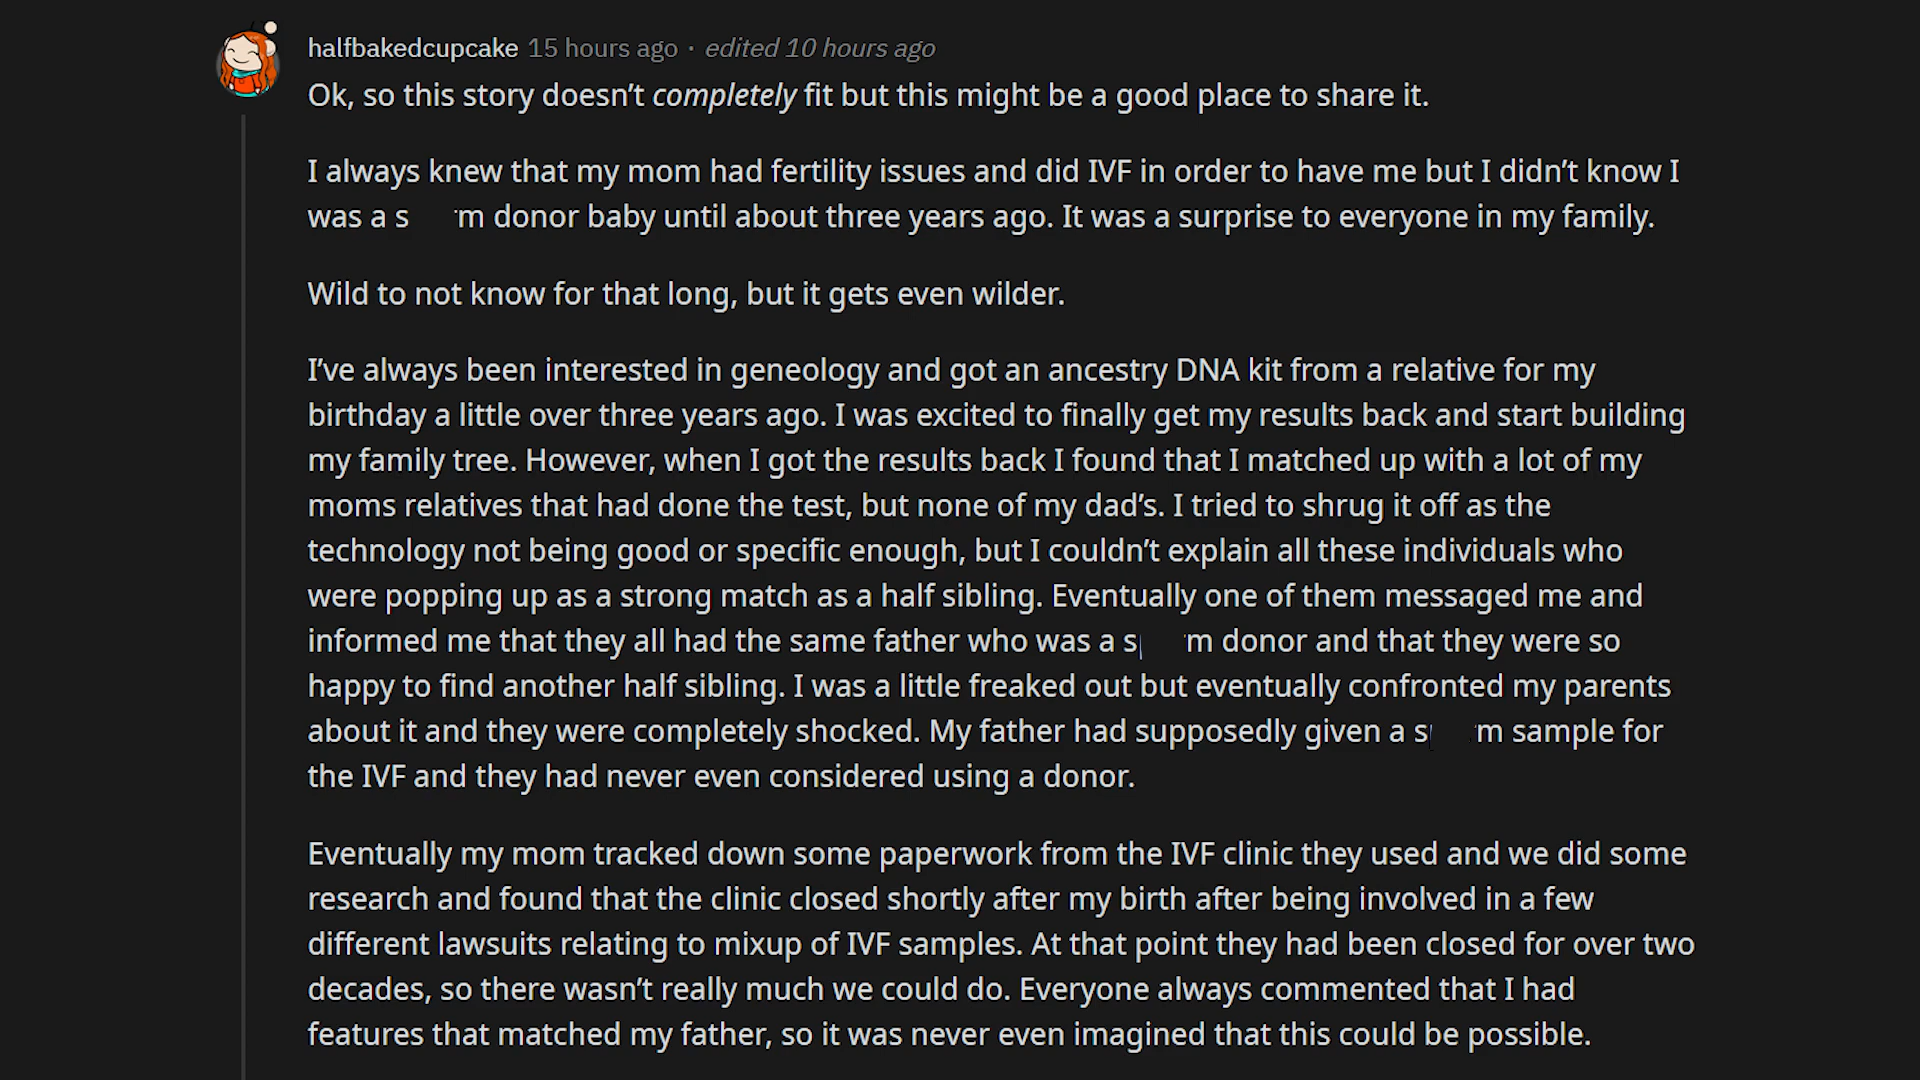 halfbakedcupcake 15 hours ago · edited 10 hours ago
Ok, so this story doesn’t completely fit but this might be a good place to share it.
I always knew that my mom had fertility issues and did IVF in order to have me but I didn’t know I
was a s m donor baby until about three years ago. It was a surprise to everyone in my family.
Wild to not know for that long, but it gets even wilder.
I’ve always been interested in geneology and got an ancestry DNA kit from a relative for my
birthday a little over three years ago. I was excited to finally get my results back and start building
my family tree. However, when I got the results back I found that I matched up with a lot of my
moms relatives that had done the test, but none of my dad’s. I tried to shrug it off as the
technology not being good or specific enough, but I couldn’t explain all these individuals who
were popping up as a strong match as a half sibling. Eventually one of them messaged me and
informed me that they all had the same father who was a s m donor and that they were so
happy to find another half sibling. I was a little freaked out but eventually confronted my parents
about it and they were completely shocked. My father had supposedly given a s m sample for
the IVF and they had never even considered using a donor.
Eventually my mom tracked down some paperwork from the IVF clinic they used and we did some
research and found that the clinic closed shortly after my birth after being involved in a few
different lawsuits relating to mixup of IVF samples. At that point they had been closed for over two
decades, so there wasn’t really much we could do. Everyone always commented that I had
features that matched my father, so it was never even imagined that this could be possible.